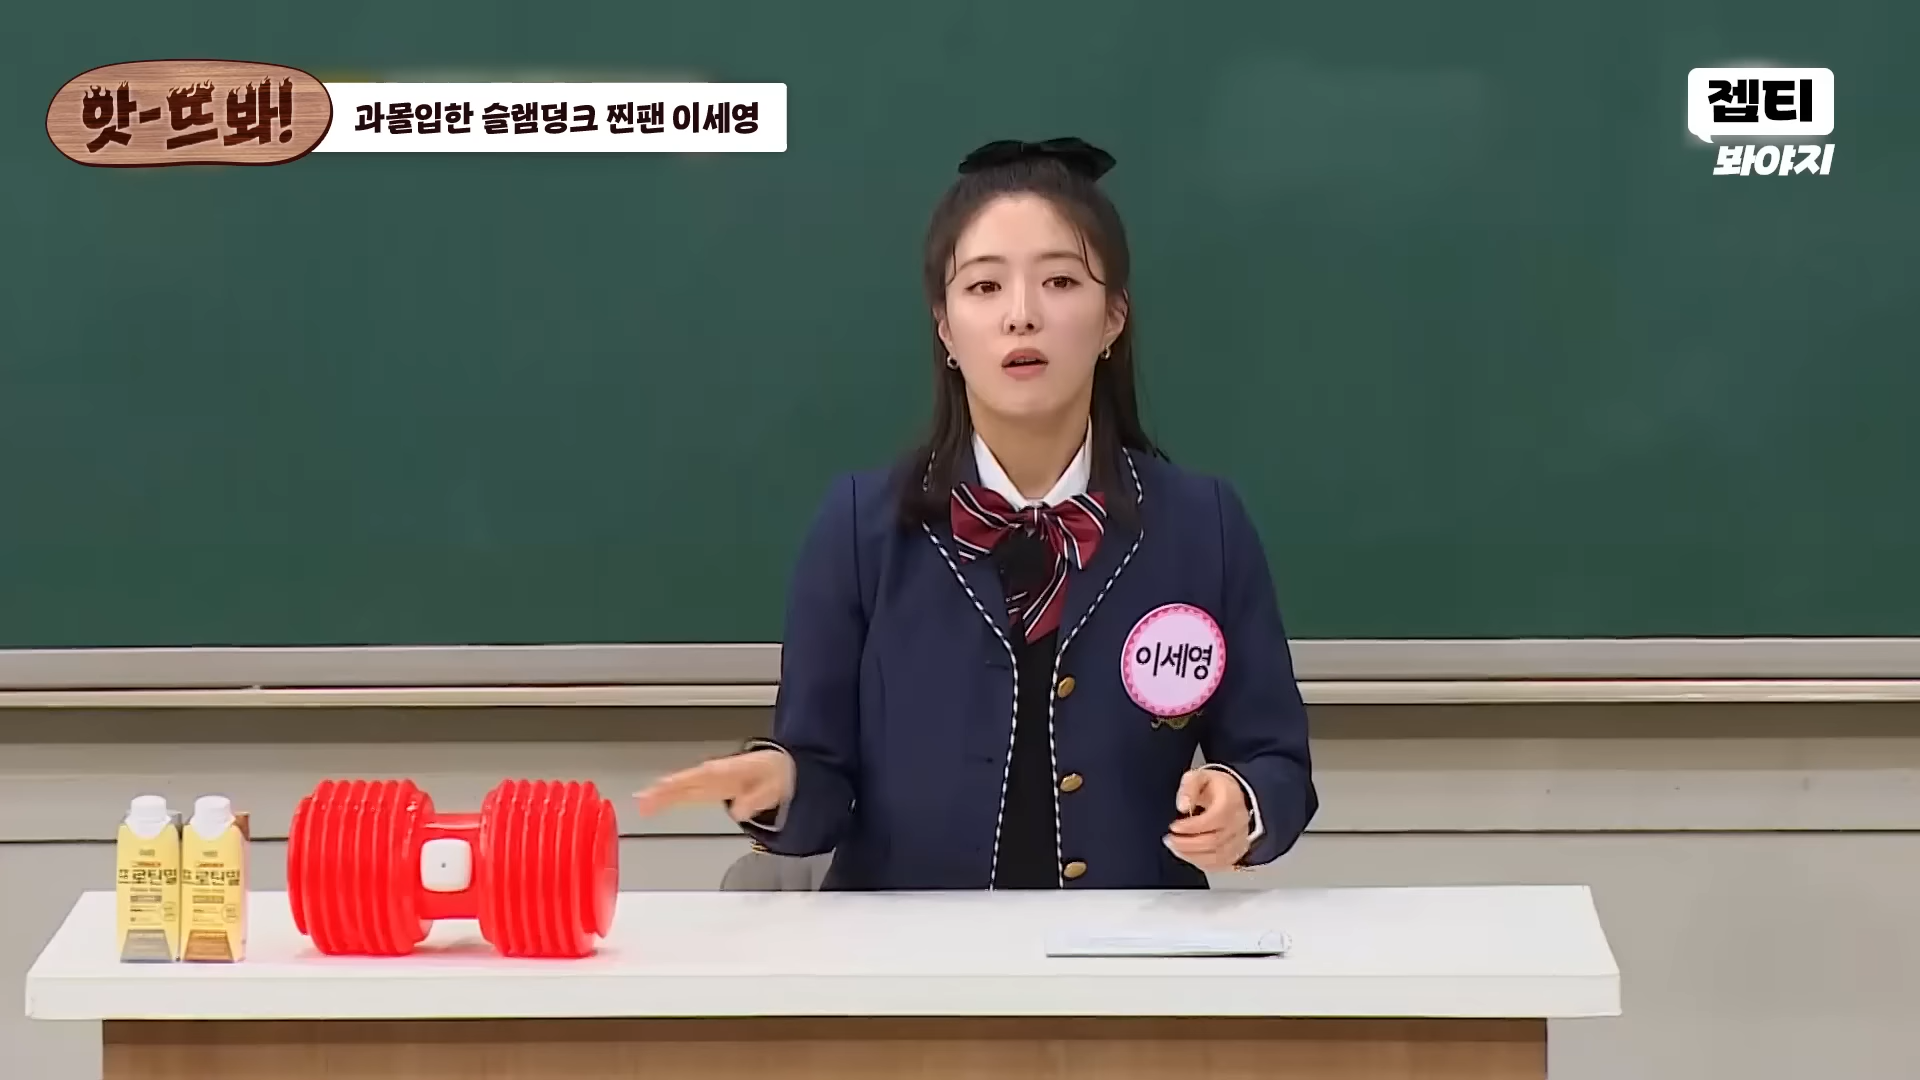 앗-뜨봐!
과몰입한 슬램덩크 찐팬 이세영
젭티
봐야지
이세영
프로틴밀
프로틴밀